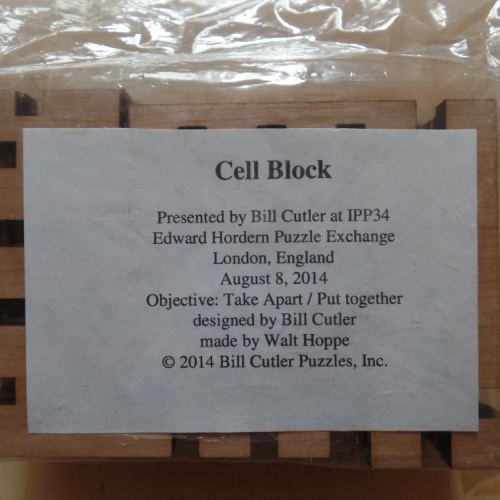 Cell Block
Presented by Bill Cutler at IPP34
Edward Hordern Puzzle Exchange
London, England
August 8, 2014
Objective: Take Apart / Put together
designed by Bill Cutler
made by Walt Hoppe
© 2014 Bill Cutler Puzzles, Inc.